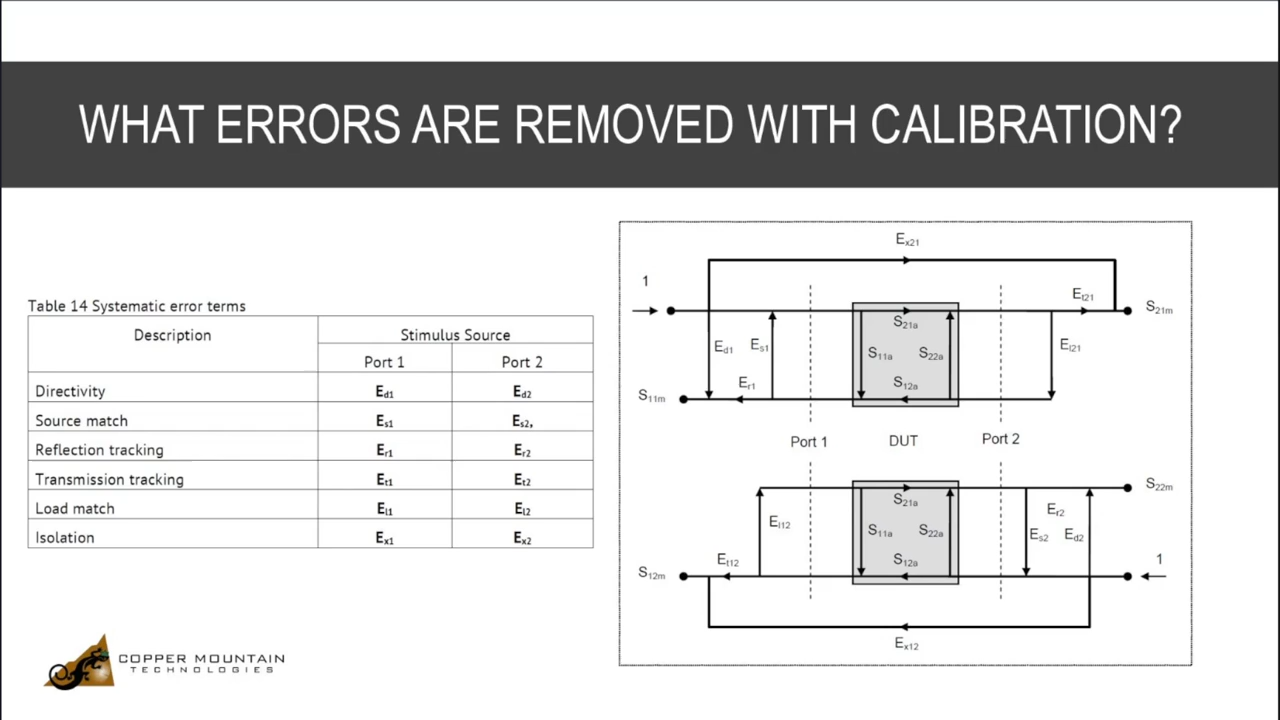 WHAT ERRORS ARE REMOVED WITH CALIBRATION?
Table 14 Systematic error terms
Description Stimulus Source
Port 1 Port 2
Directivity Ed1 Ed2
Source match Es1 Es2,
Reflection tracking Er1 Er2
Transmission tracking Et1 Et2
Load match El1 El2
Isolation Ex1 Ex2
Ex21
1
Et21
S21m
S21a
Ed1 Es1 S11a S22a El21
Er1 S12a
S11m
Port 1 DUT Port 2
S22m
S21a
El12 S11a S22a Er2
Es2 Ed2
Et12 S12a 1
S12m
Ex12
COPPER MOUNTAIN
TECHNOLOGIES